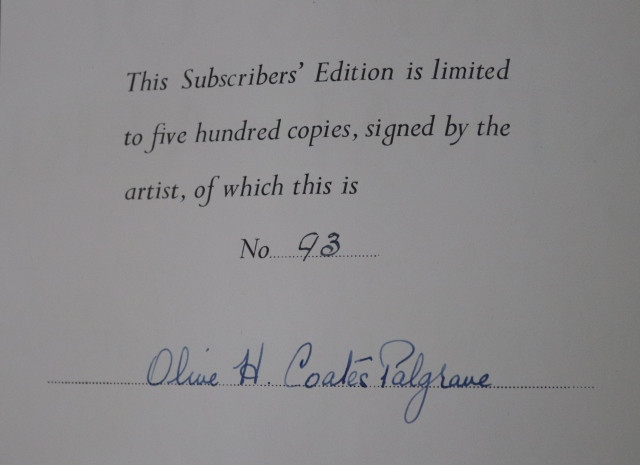 This Subscribers' Edition is limited
to five hundred copies, signed by the
artist, of which this is
No 93
Olive H. Coates Palgrave